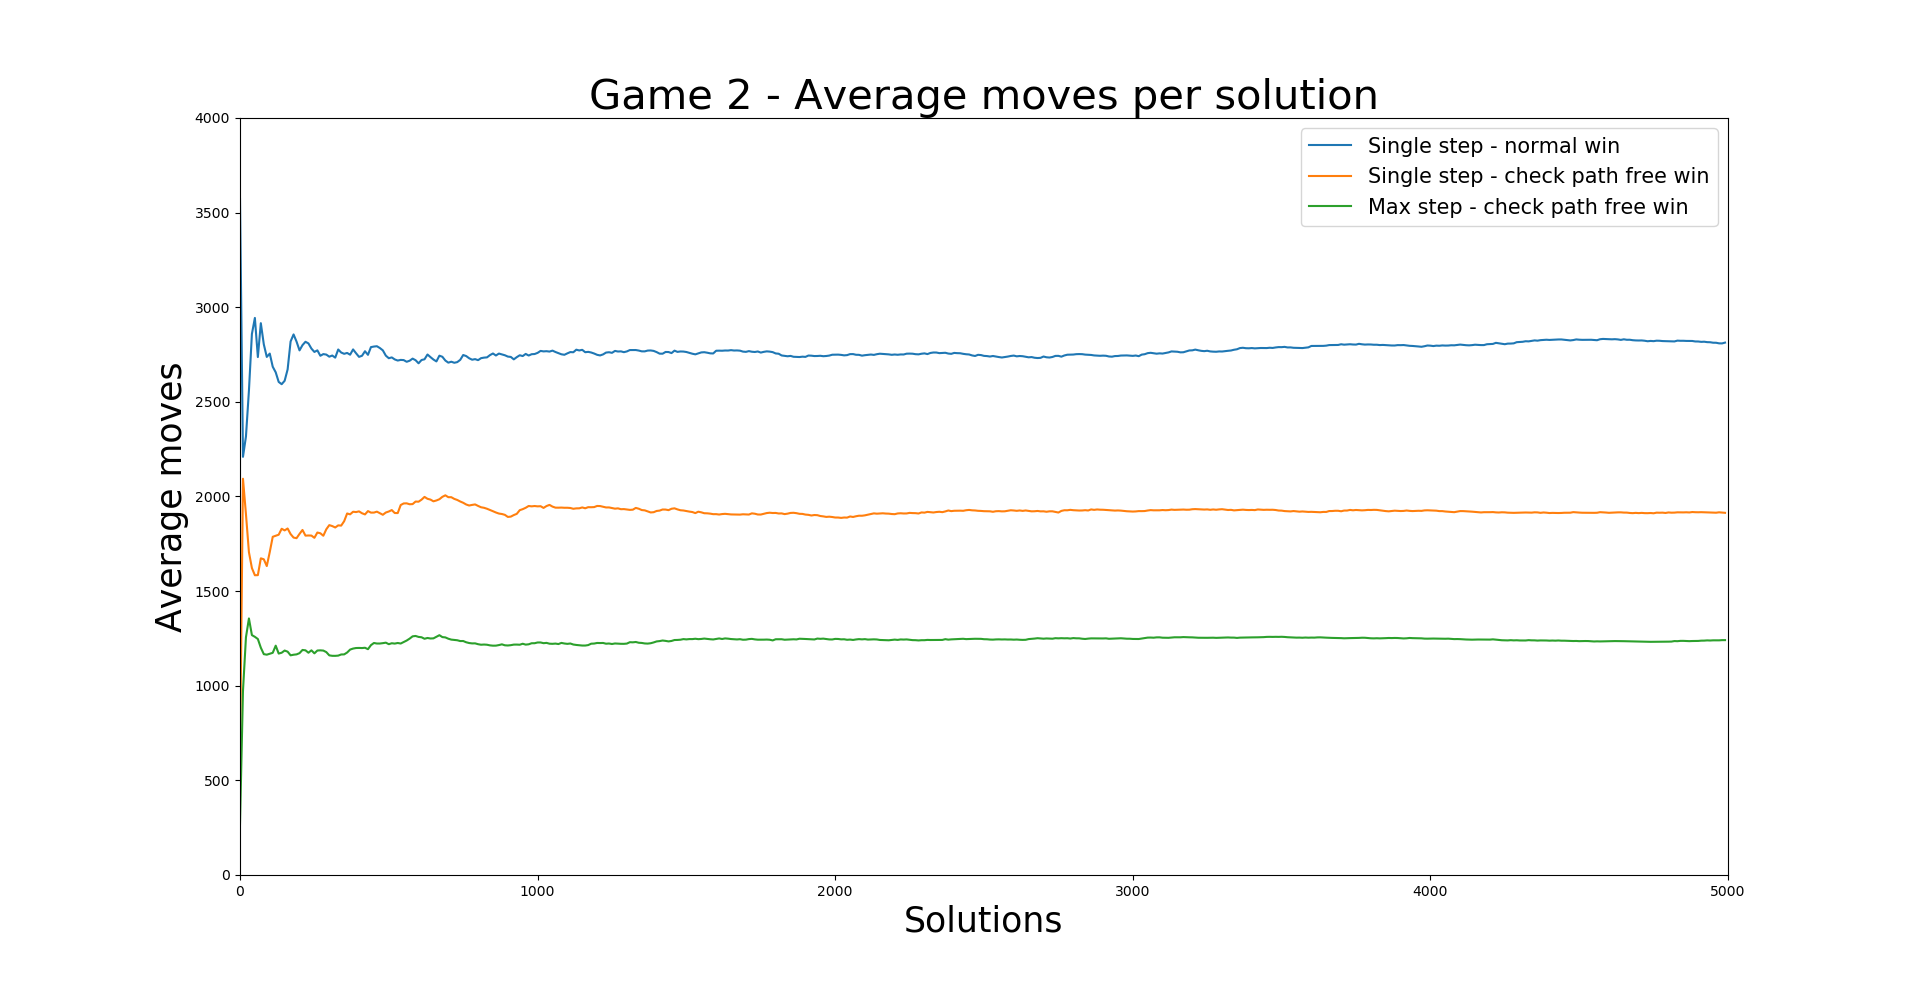 Game 2 - Average moves per solution
4000
3500
3000
2500
2000
1500
1000
500
0
Average moves
Single step - normal win
Single step - check path free win
Max step - check path free win
0 1000 2000 3000 4000 5000
Solutions